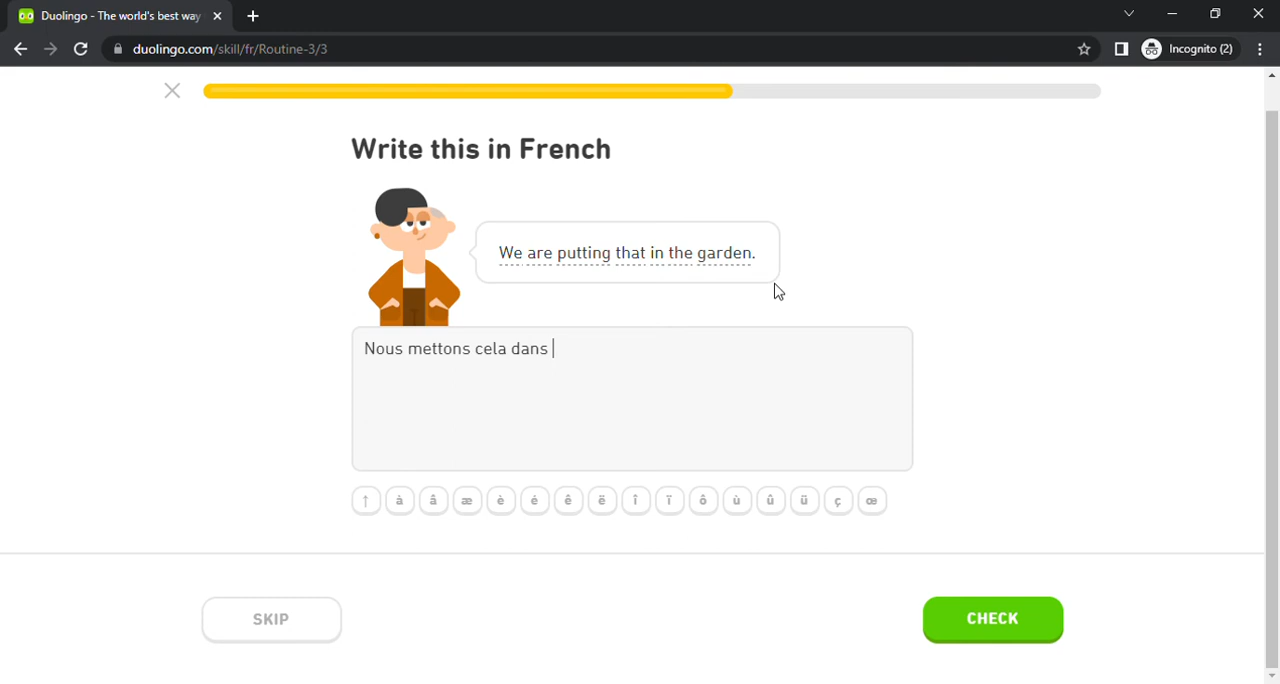 Duolingo - The world's best way
duolingo.com/skill/fr/Routine-3/3
Incognito (2)
Write this in French
We are putting that in the garden.
Nous mettons cela dans
↑ à â æ è é ê ë î ï ô ù û ü ç œ
SKIP
CHECK